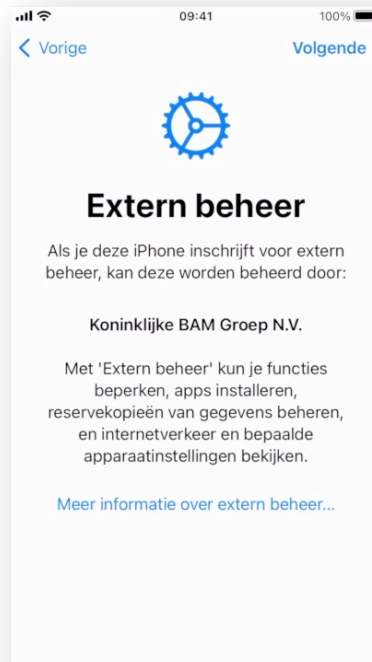 09:41
100%
Vorige
Volgende
Extern beheer
Als je deze iPhone inschrijft voor extern
beheer, kan deze worden beheerd door:
Koninklijke BAM Groep N.V.
Met 'Extern beheer' kun je functies
beperken, apps installeren,
reservekopieën van gegevens beheren,
en internetverkeer en bepaalde
apparaatinstellingen bekijken.
Meer informatie over extern beheer...